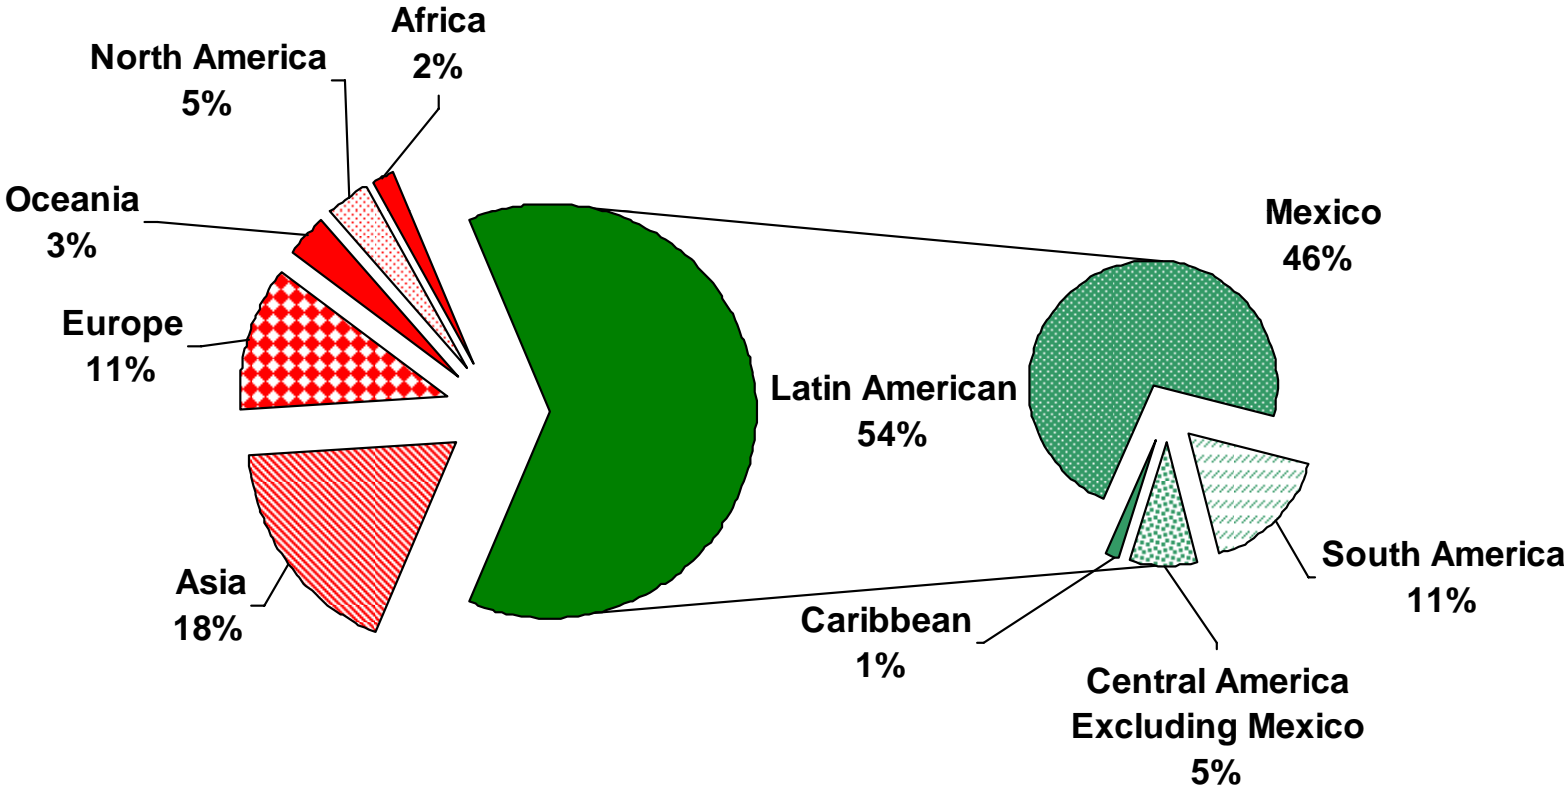 Africa
2%
North America
5%
Oceania
3%
Europe
11%
Asia
18%
Latin American
54%
Mexico
46%
South America
11%
Caribbean
1%
Central America
Excluding Mexico
5%